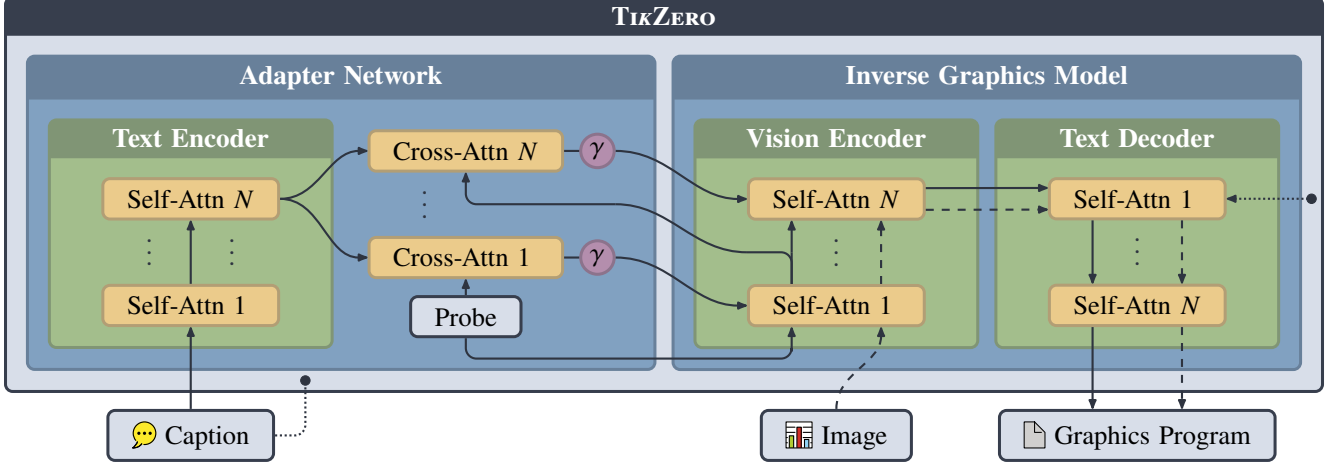 TIKZERO
Adapter Network
Inverse Graphics Model
Text Encoder
Vision Encoder
Text Decoder
Cross-Attn N
γ
Self-Attn N
Self-Attn N
Self-Attn 1
Cross-Attn 1
γ
Self-Attn 1
Probe
Self-Attn 1
Self-Attn N
Caption
Image
Graphics Program